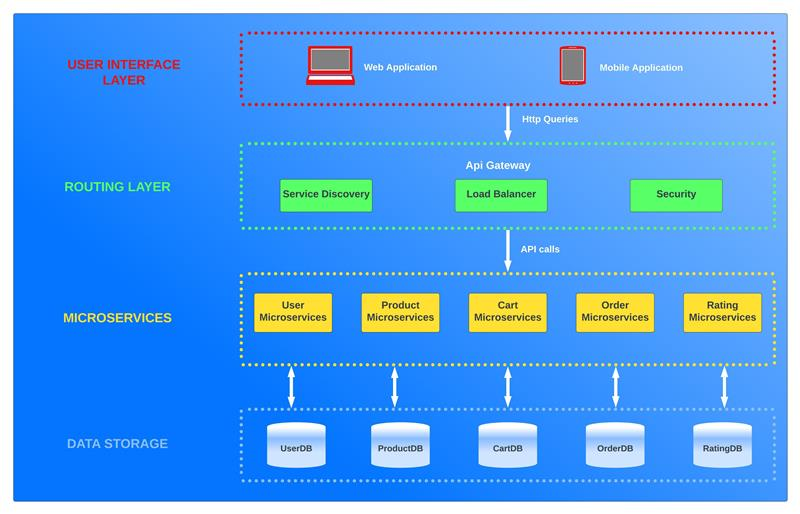 USER INTERFACE
LAYER
Web Application
Mobile Application
Http Queries
ROUTING LAYER
Api Gateway
Service Discovery
Load Balancer
Security
API calls
MICROSERVICES
User
Microservices
Product
Microservices
Cart
Microservices
Order
Microservices
Rating
Microservices
DATA STORAGE
UserDB
ProductDB
CartDB
OrderDB
RatingDB